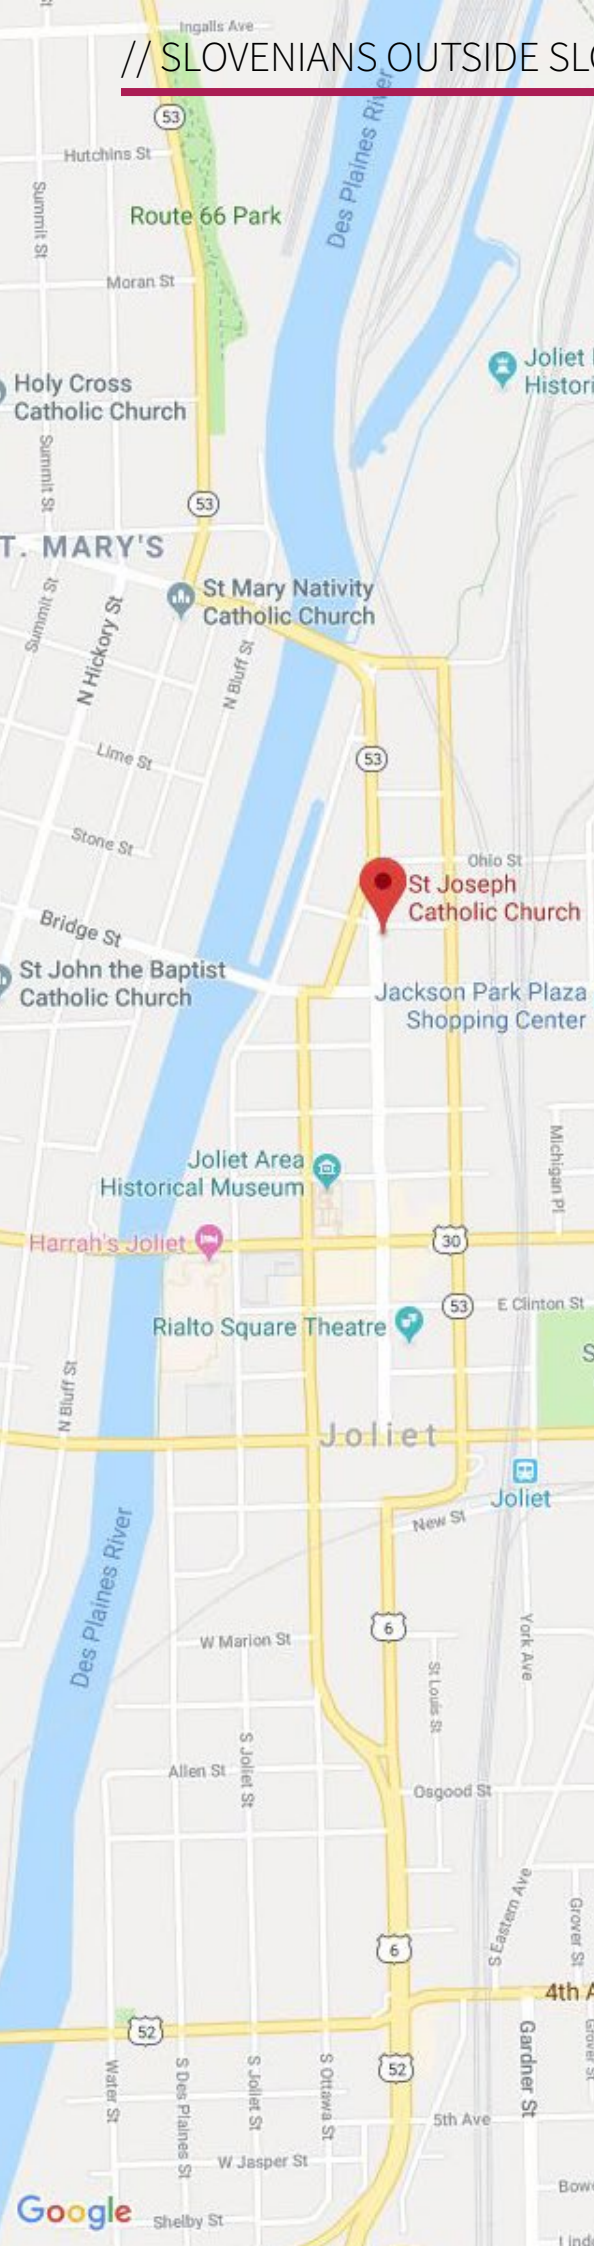 Ingalls Ave
// SLOVENIANS OUTSIDE SLO
53
Des Plaines River
Hutchins St
Summit St
Route 66 Park
Moran St
Joliet
Histori
Holy Cross
Catholic Church
Summit St
53
T. MARY'S
St Mary Nativity
Catholic Church
Summit St
N Hickory St
N Bluff St
53
Lime St
Stone St
Ohio St
St Joseph
Catholic Church
Bridge St
St John the Baptist
Catholic Church
Jackson Park Plaza
Shopping Center
Michigan Pl
Joliet Area
Historical Museum
Harrah's Joliet
30
53
E Clinton St
Rialto Square Theatre
S
N Bluff St
Joliet
Joliet
New St
Des Plaines River
6
W Marion St
York Ave
St Louis St
S Joliet St
Allen St
Osgood St
S Eastern Ave
Grover St
6
4th A
52
52
Gardner St
Grover St
Water St
S Des Plaines St
S Joliet St
S Ottawa St
5th Ave
W Jasper St
Bow
Google
Shelby St
Lind